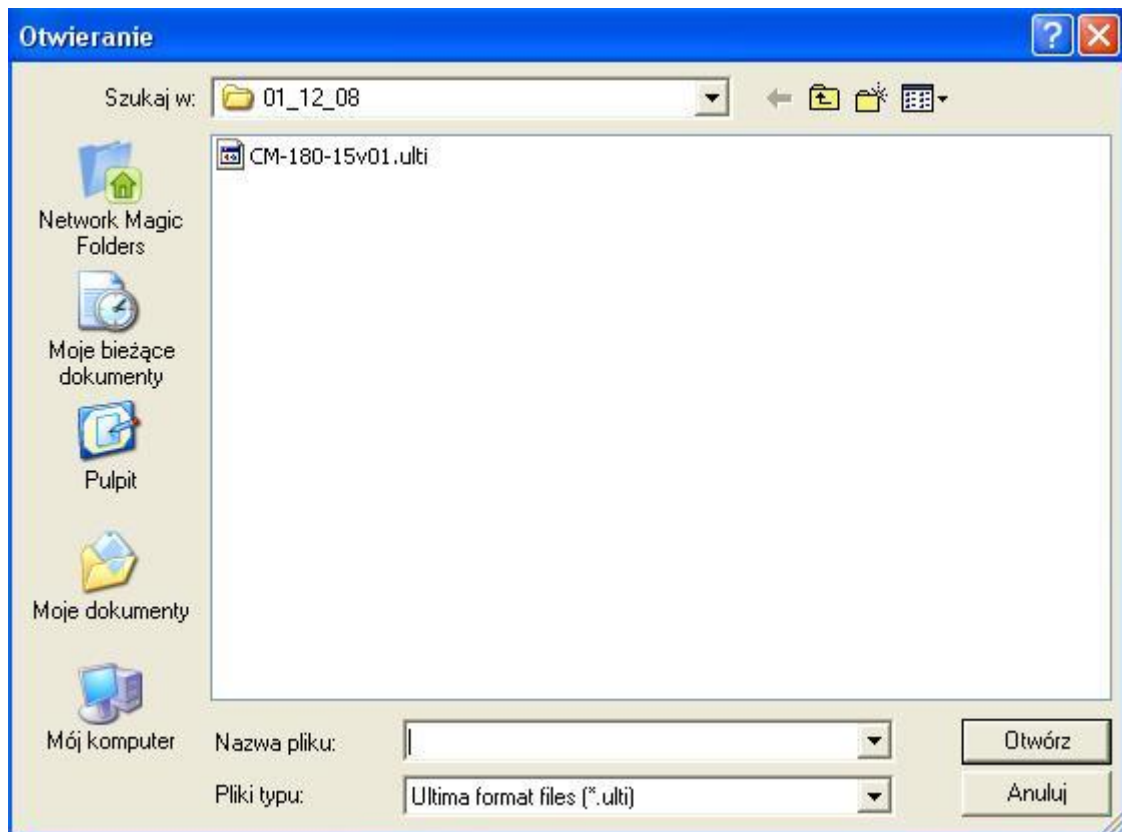 Otwieranie
Szukaj w: 01_12_08
CM-180-15v01.ulti
Network Magic
Folders
Moje bieżące
dokumenty
Pulpit
Moje dokumenty
Mój komputer
Nazwa pliku:
Otwórz
Pliki typu: Ultima format files (*.ulti)
Anuluj